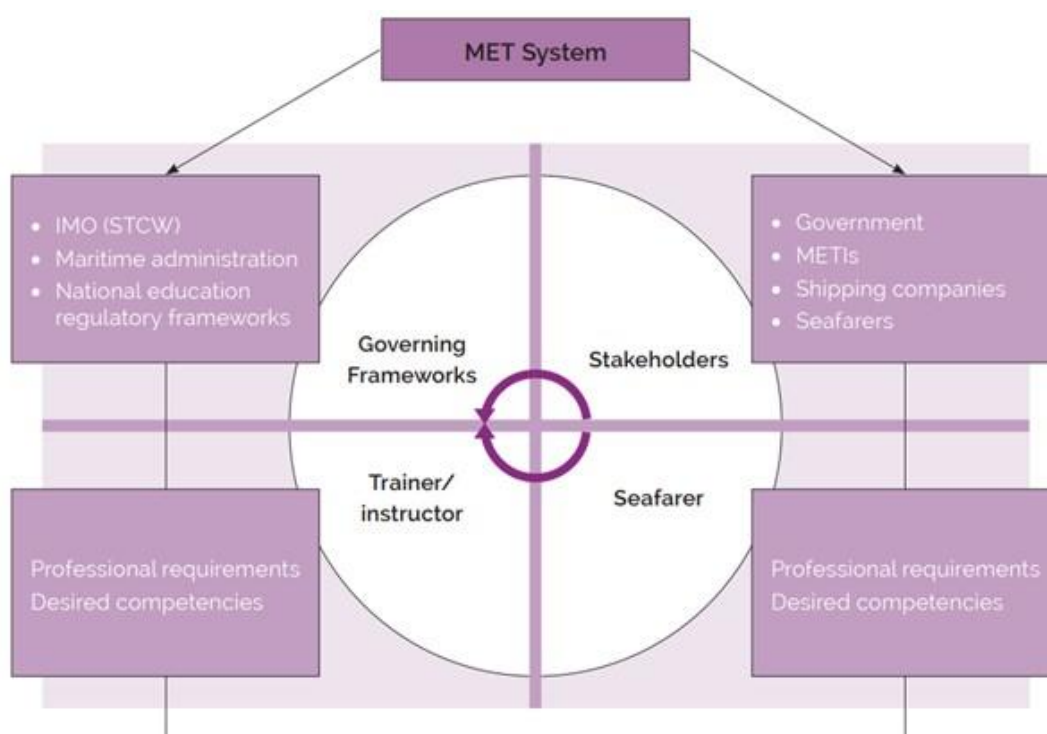 MET System
IMO (STCW)
Maritime administration
National education
regulatory frameworks
Government
METIs
Shipping companies
Seafarers
Governing
Frameworks
Stakeholders
Trainer/
instructor
Seafarer
Professional requirements
Desired competencies
Professional requirements
Desired competencies